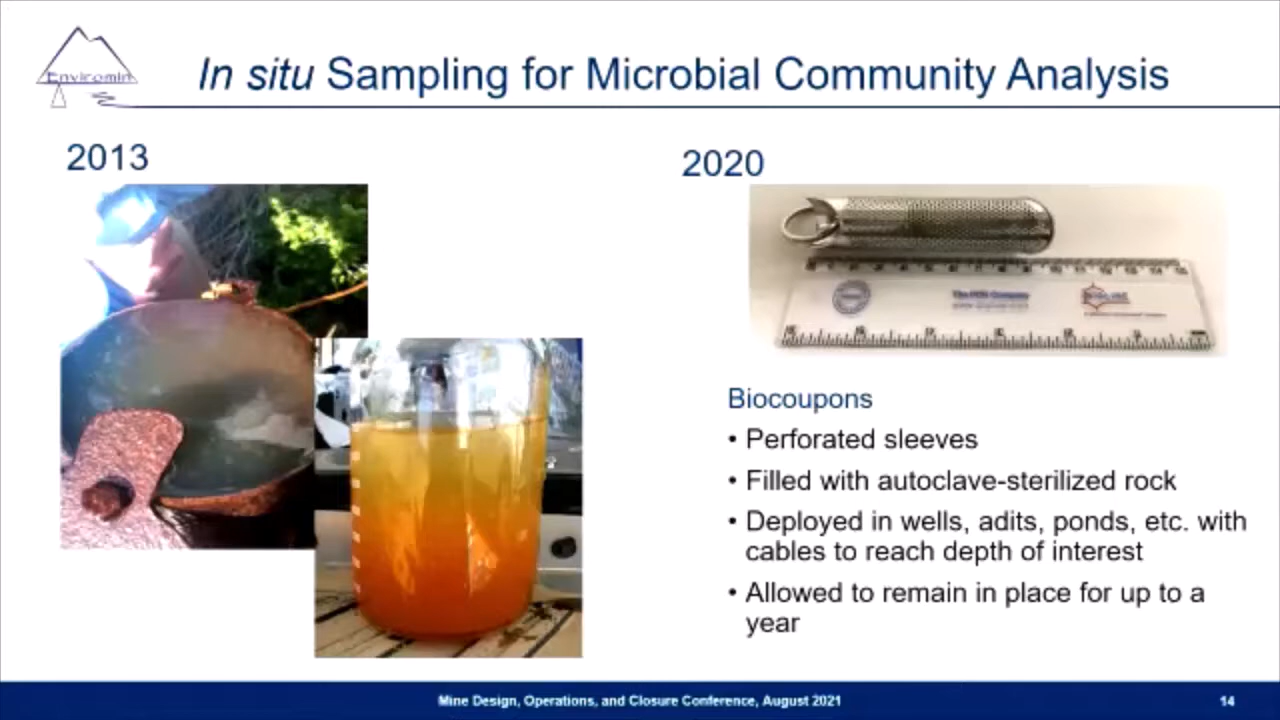 Enviromin
In situ Sampling for Microbial Community Analysis
2013
2020
Biocoupons
• Perforated sleeves
• Filled with autoclave-sterilized rock
• Deployed in wells, adits, ponds, etc. with
cables to reach depth of interest
• Allowed to remain in place for up to a
year
Mine Design, Operations, and Closure Conference, August 2021
14